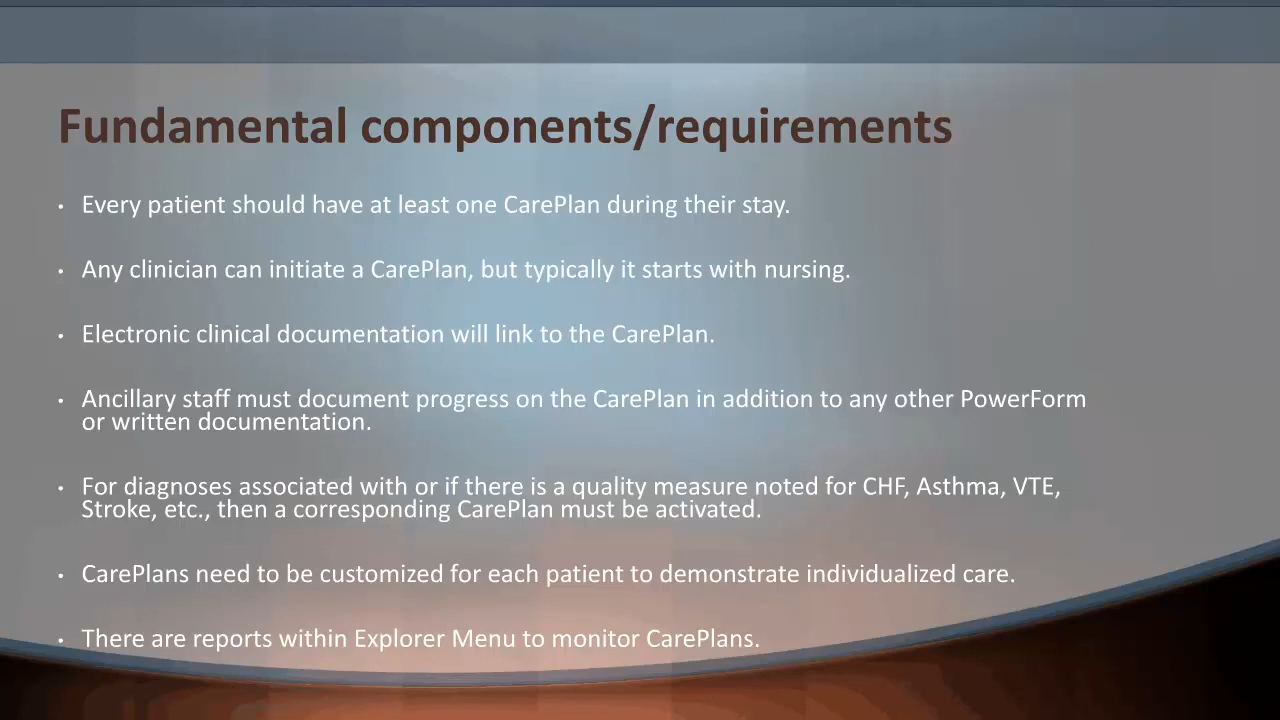 Fundamental components/requirements
• Every patient should have at least one CarePlan during their stay.
• Any clinician can initiate a CarePlan, but typically it starts with nursing.
• Electronic clinical documentation will link to the CarePlan.
• Ancillary staff must document progress on the CarePlan in addition to any other PowerForm
or written documentation.
• For diagnoses associated with or if there is a quality measure noted for CHF, Asthma, VTE,
Stroke, etc., then a corresponding CarePlan must be activated.
• CarePlans need to be customized for each patient to demonstrate individualized care.
• There are reports within Explorer Menu to monitor CarePlans.